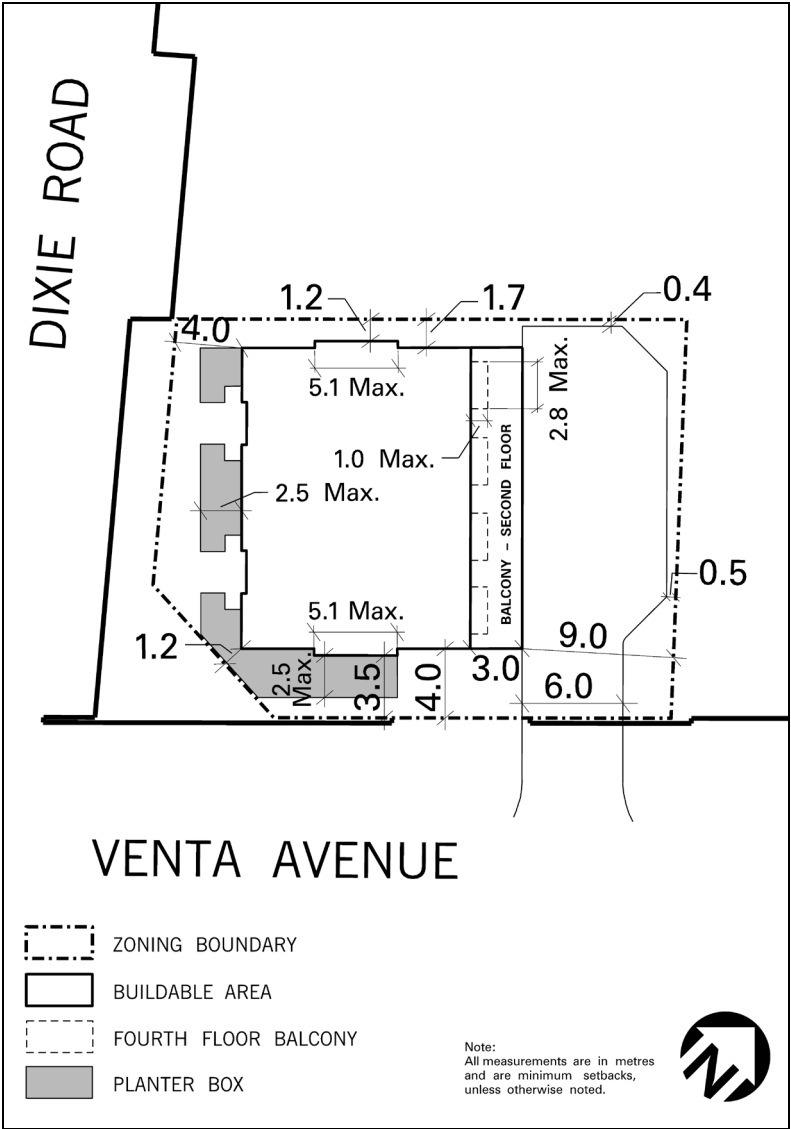 DIXIE ROAD
1.2
1.7
0.4
4.0
5.1 Max.
2.8 Max.
1.0 Max.
BALCONY – SECOND FLOOR
2.5 Max.
0.5
5.1 Max.
1.2
2.5
Max.
3.5
4.0
3.0
9.0
6.0
VENTA AVENUE
ZONING BOUNDARY
BUILDABLE AREA
FOURTH FLOOR BALCONY
PLANTER BOX
Note:
All measurements are in metres
and are minimum setbacks,
unless otherwise noted.
N